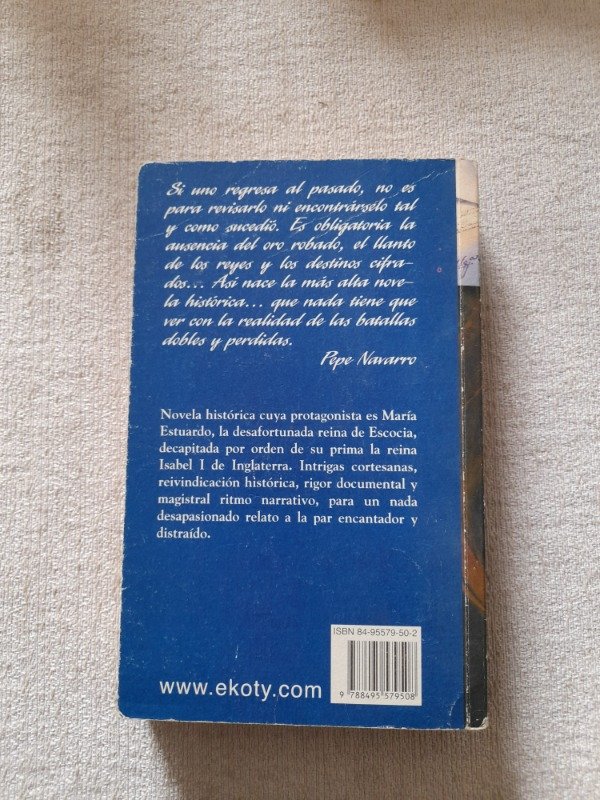 Si uno regresa al pasado, no es
para revisarlo ni encontrárselo tal
y como sucedió. Es obligatoria la
ausencia del oro robado, el llanto
de los reyes y los destinos cifra-
dos... Así nace la más alta nove-
la histórica... que nada tiene que
ver con la realidad de las batallas
dobles y perdidas.
Pepe Navarro
Novela histórica cuya protagonista es María
Estuardo, la desafortunada reina de Escocia,
decapitada por orden de su prima la reina
Isabel I de Inglaterra. Intrigas cortesanas,
reivindicación histórica, rigor documental y
magistral ritmo narrativo, para un nada
desapasionado relato a la par encantador y
distraído.
ISBN 84-95579-50-2
www.ekoty.com
9 788495 579508